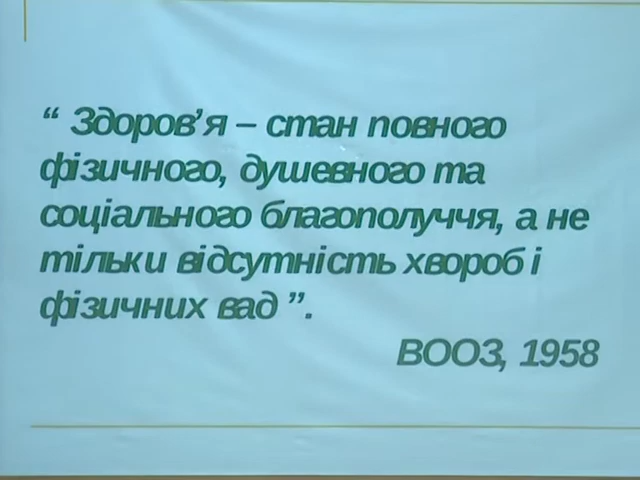 “ Здоров’я – стан повного
фізичного, душевного та
соціального благополуччя, а не
тільки відсутність хвороб і
фізичних вад ”.
ВООЗ, 1958